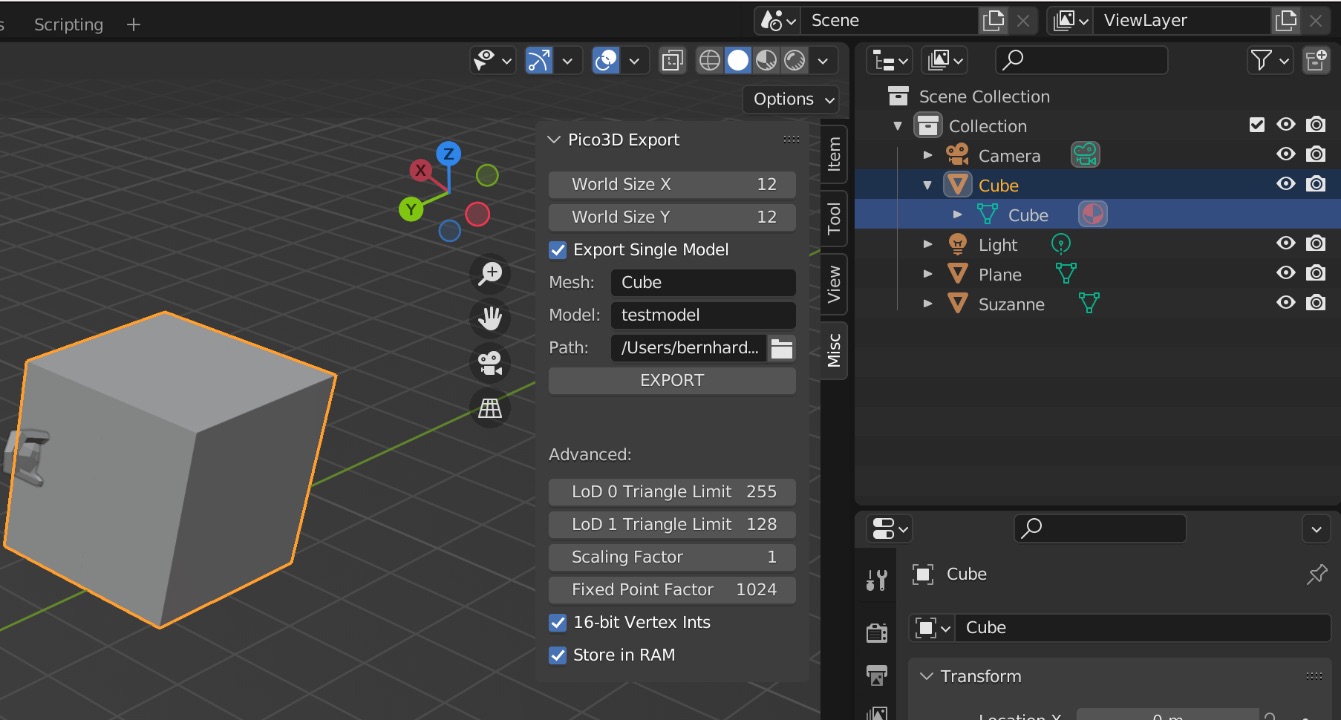 Scripting +
Scene
ViewLayer
Options
Scene Collection
Collection
Camera
Cube
Cube
Light
Plane
Suzanne
Z
X
Y
Pico3D Export
World Size X 12
World Size Y 12
Export Single Model
Mesh: Cube
Model: testmodel
Path: /Users/bernhard...
EXPORT
Advanced:
LoD 0 Triangle Limit 255
LoD 1 Triangle Limit 128
Scaling Factor 1
Fixed Point Factor 1024
16-bit Vertex Ints
Store in RAM
Item
Tool
View
Misc
Cube
Cube
Transform
Location X 0 m